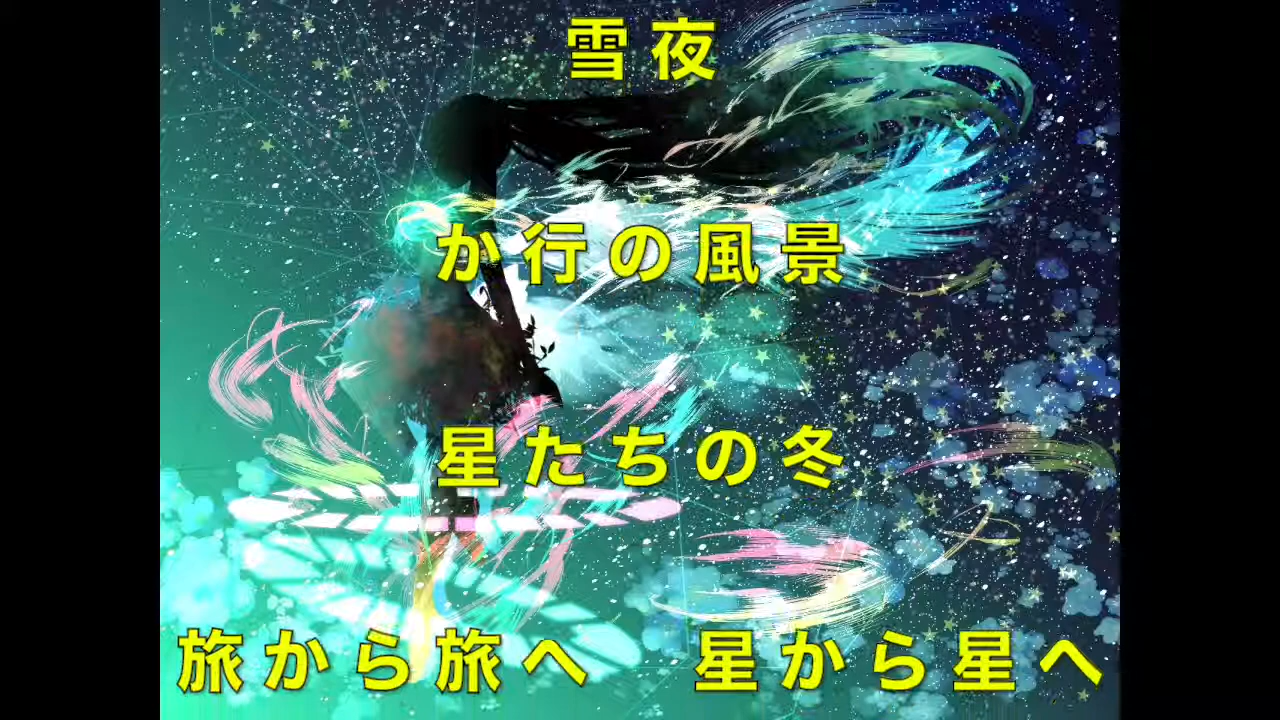 雪夜
か行の風景
星たちの冬
旅から旅へ　星から星へ